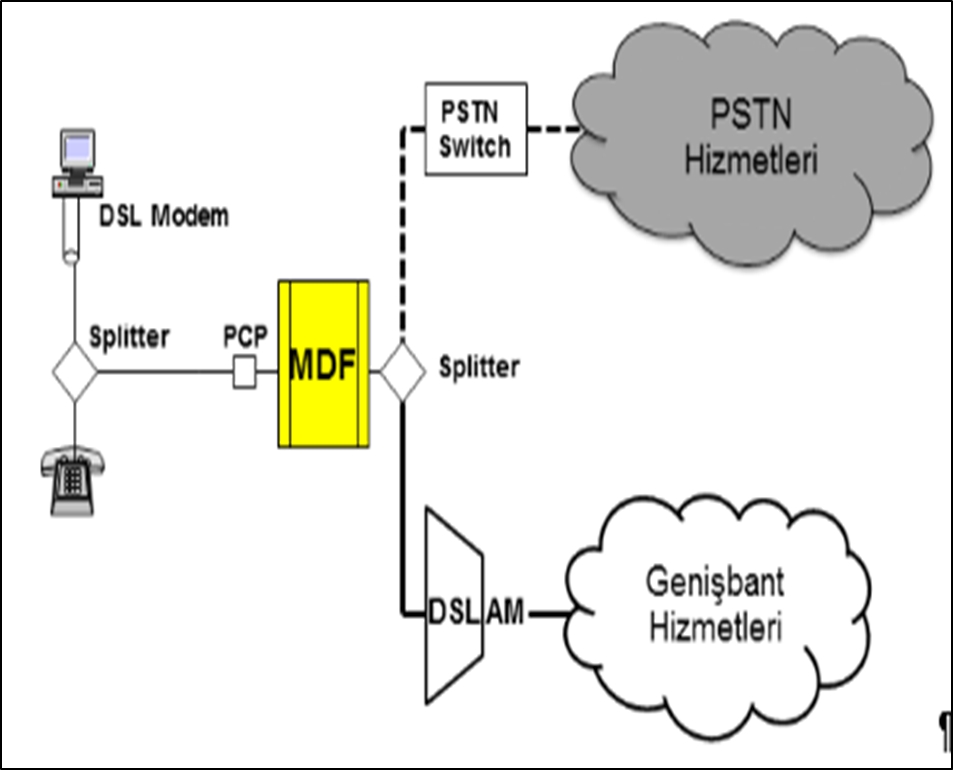 PSTN
Switch
PSTN
Hizmetleri
DSL Modem
Splitter
PCP
MDF
Splitter
DSLAM
Genişbant
Hizmetleri
¶